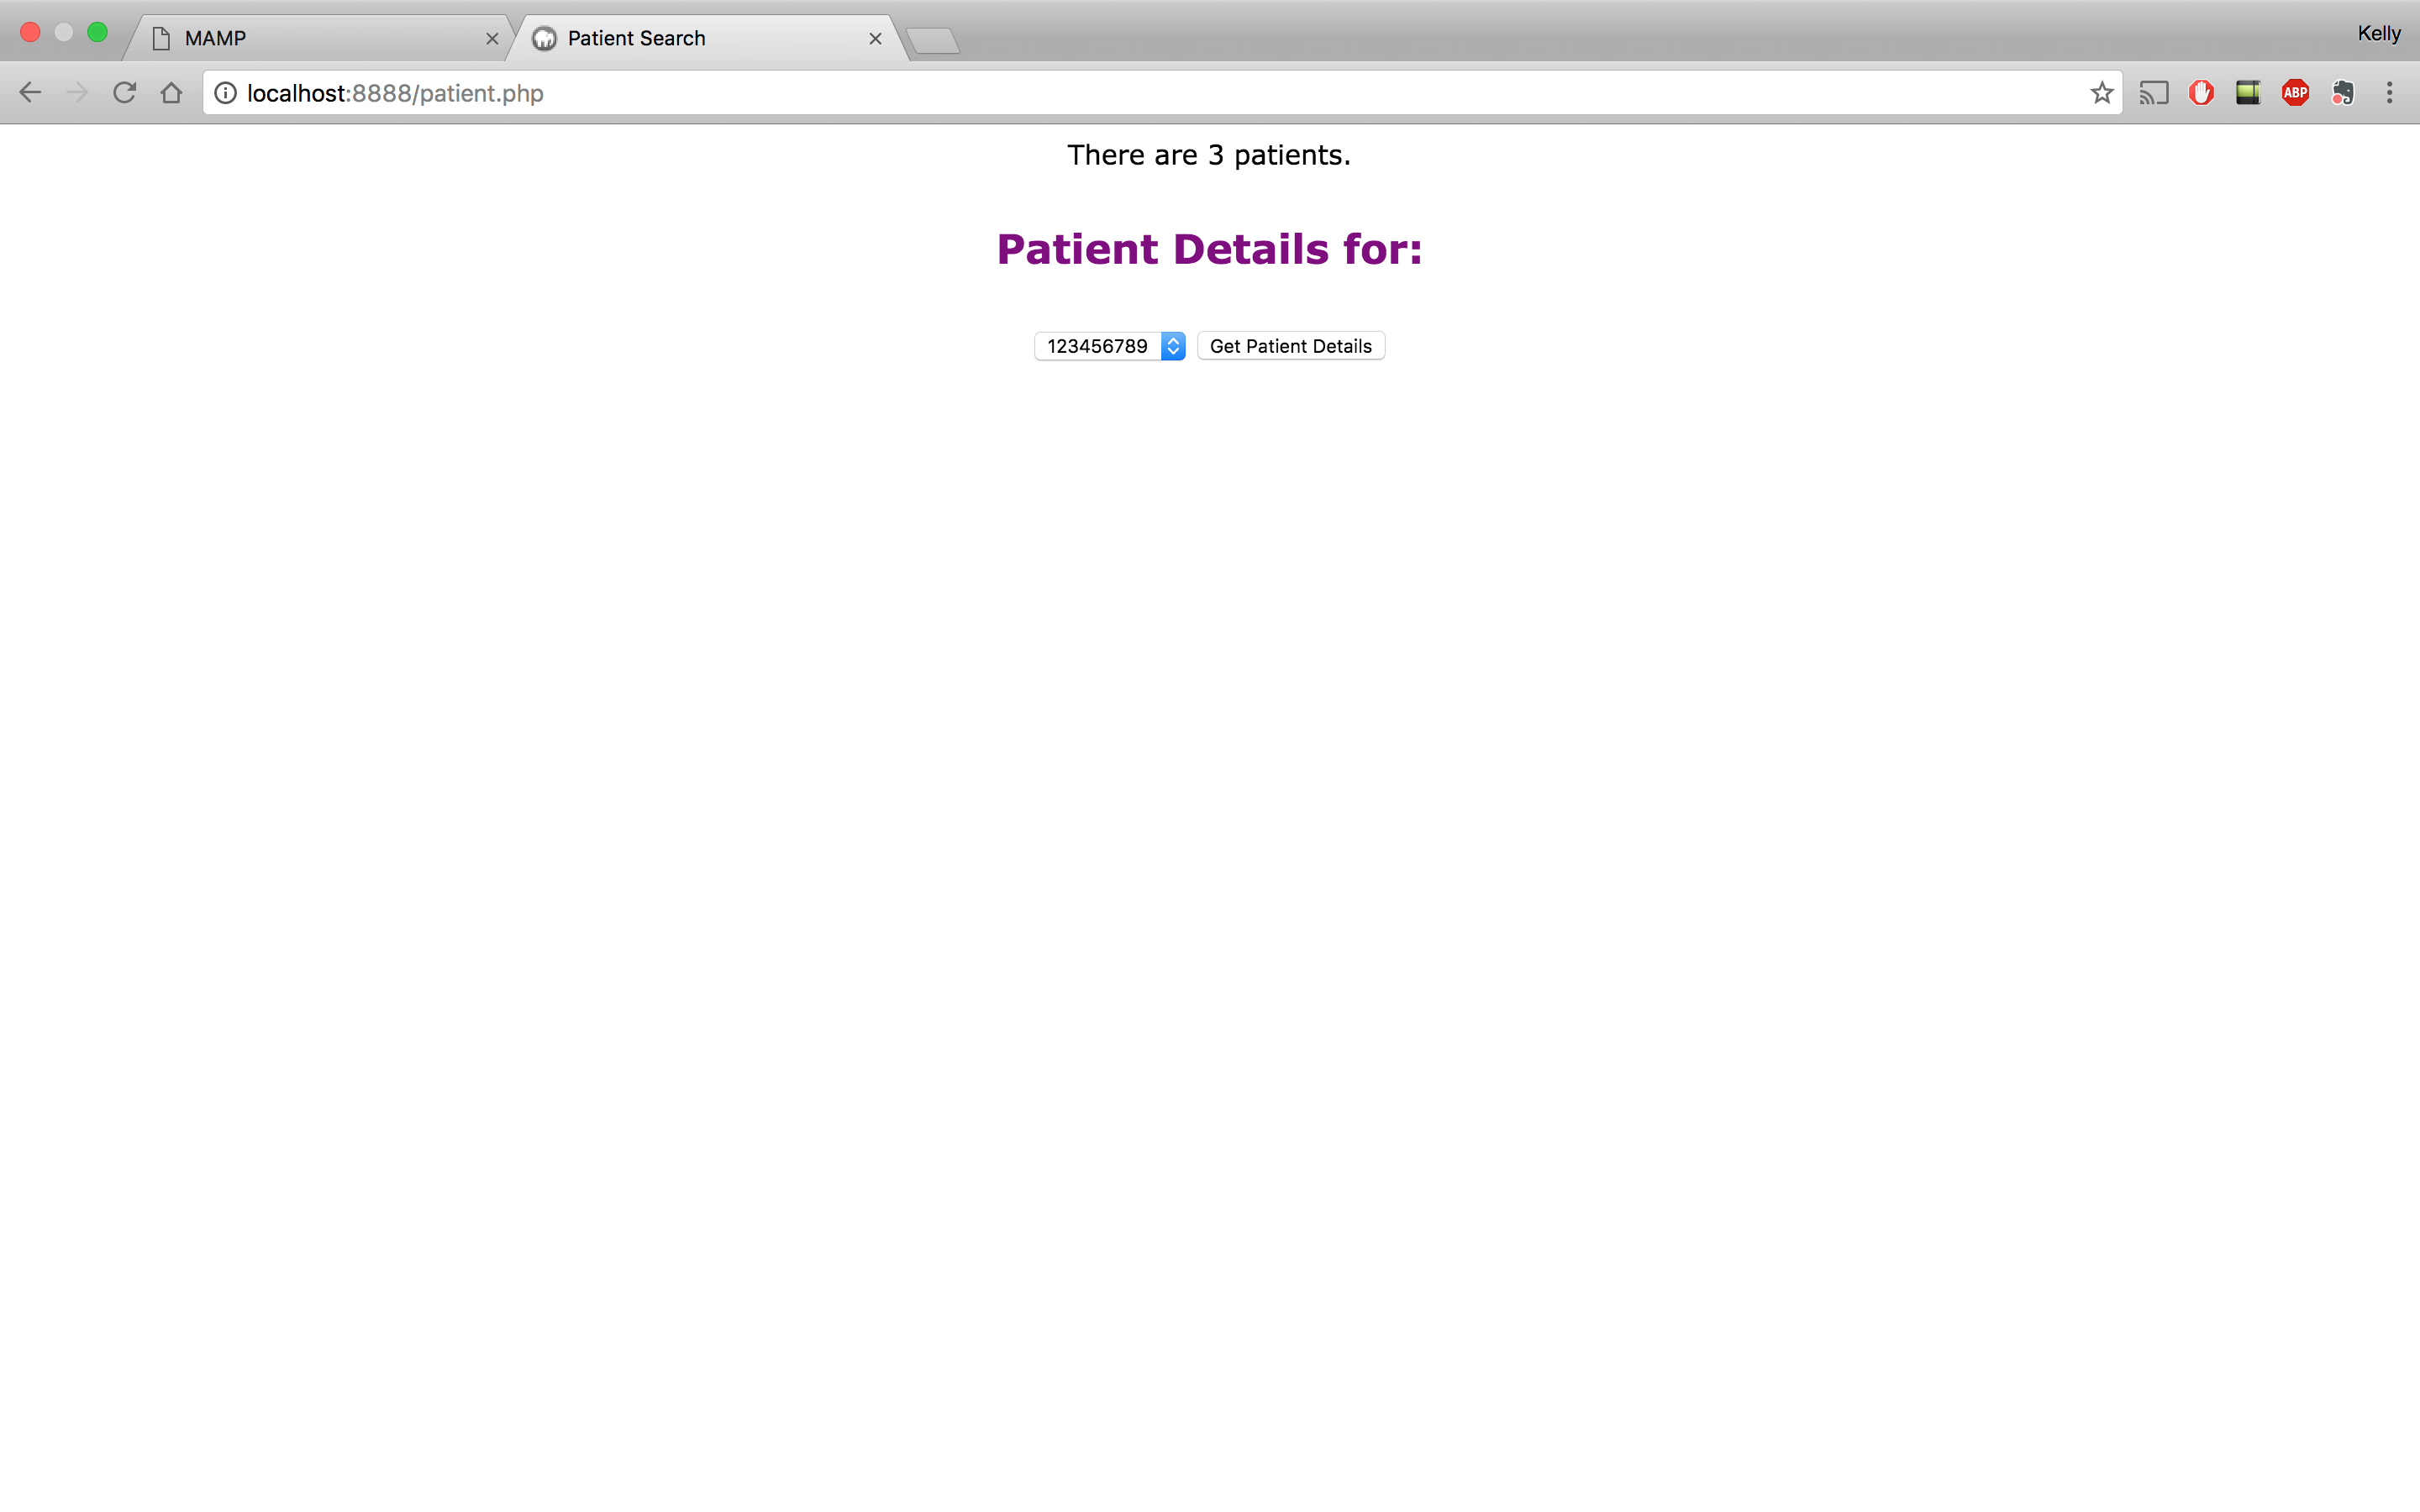 MAMP
Patient Search
Kelly
localhost:8888/patient.php
ABP
There are 3 patients.
Patient Details for:
123456789 Get Patient Details